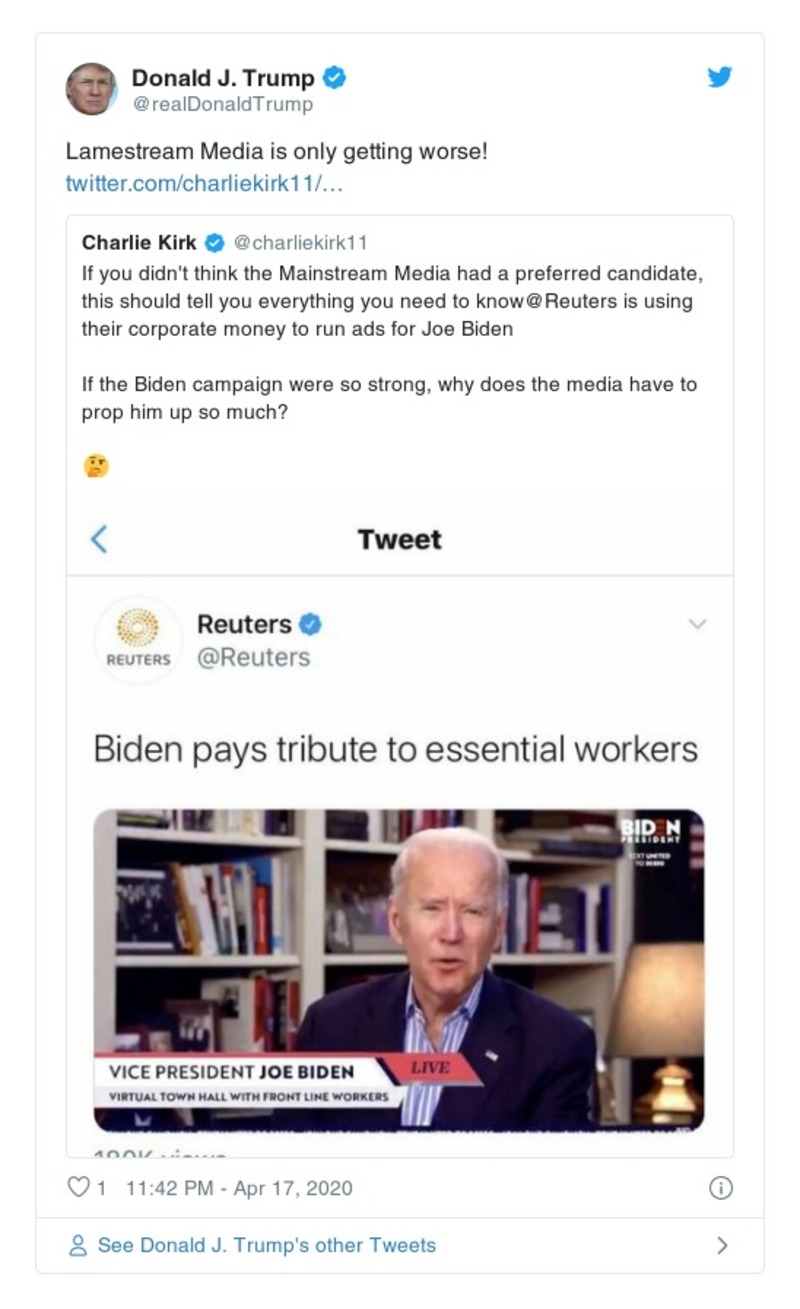 Donald J. Trump
@realDonaldTrump
Lamestream Media is only getting worse!
twitter.com/charliekirk11/…
Charlie Kirk @charliekirk11
If you didn't think the Mainstream Media had a preferred candidate,
this should tell you everything you need to know@Reuters is using
their corporate money to run ads for Joe Biden
If the Biden campaign were so strong, why does the media have to
prop him up so much?
Tweet
REUTERS
Reuters
@Reuters
Biden pays tribute to essential workers
BIDEN
PRESIDENT
TEXT UNITED
VICE PRESIDENT JOE BIDEN
LIVE
VIRTUAL TOWN HALL WITH FRONT LINE WORKERS
views
1 11:42 PM - Apr 17, 2020
See Donald J. Trump's other Tweets